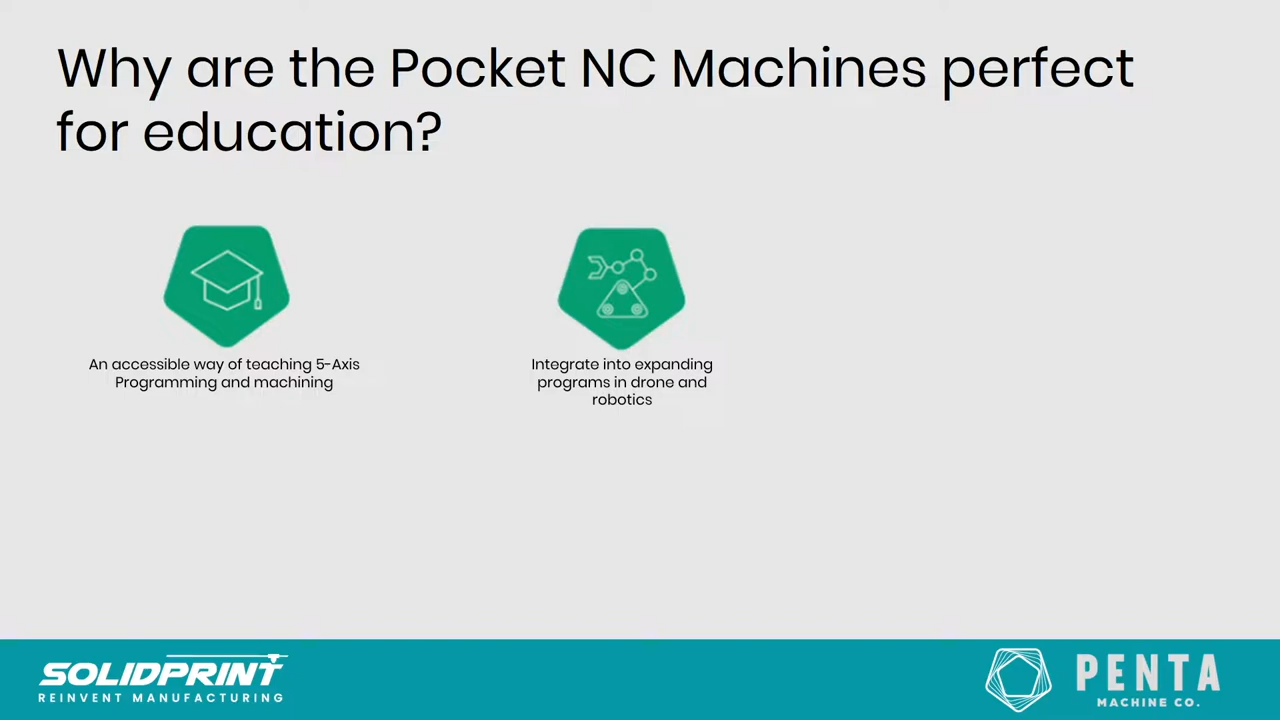 Why are the Pocket NC Machines perfect
for education?
An accessible way of teaching 5-Axis
Programming and machining
Integrate into expanding
programs in drone and
robotics
SOLIDPRINT
REINVENT MANUFACTURING
PENTA
MACHINE CO.